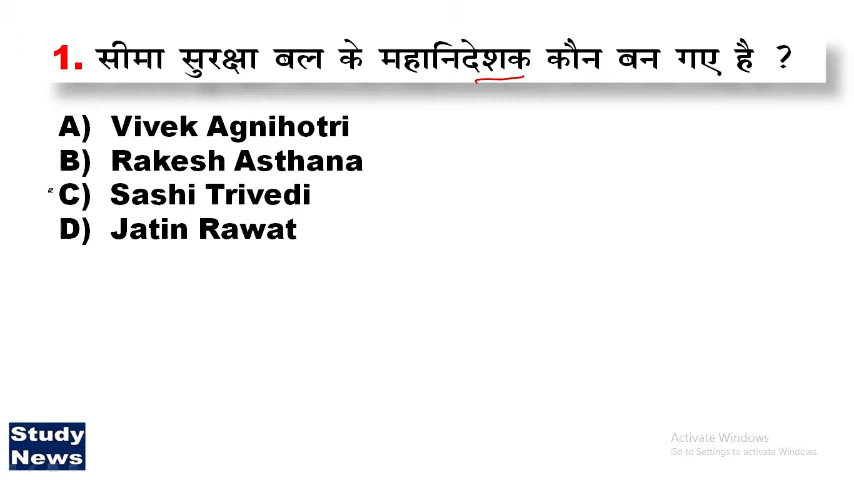 1. सीमा सुरक्षा बल के महानिदेशक कौन बन गए है ?
A) Vivek Agnihotri
B) Rakesh Asthana
C) Sashi Trivedi
D) Jatin Rawat
Study
News
Activate Windows
Go to Settings to activate Windows.